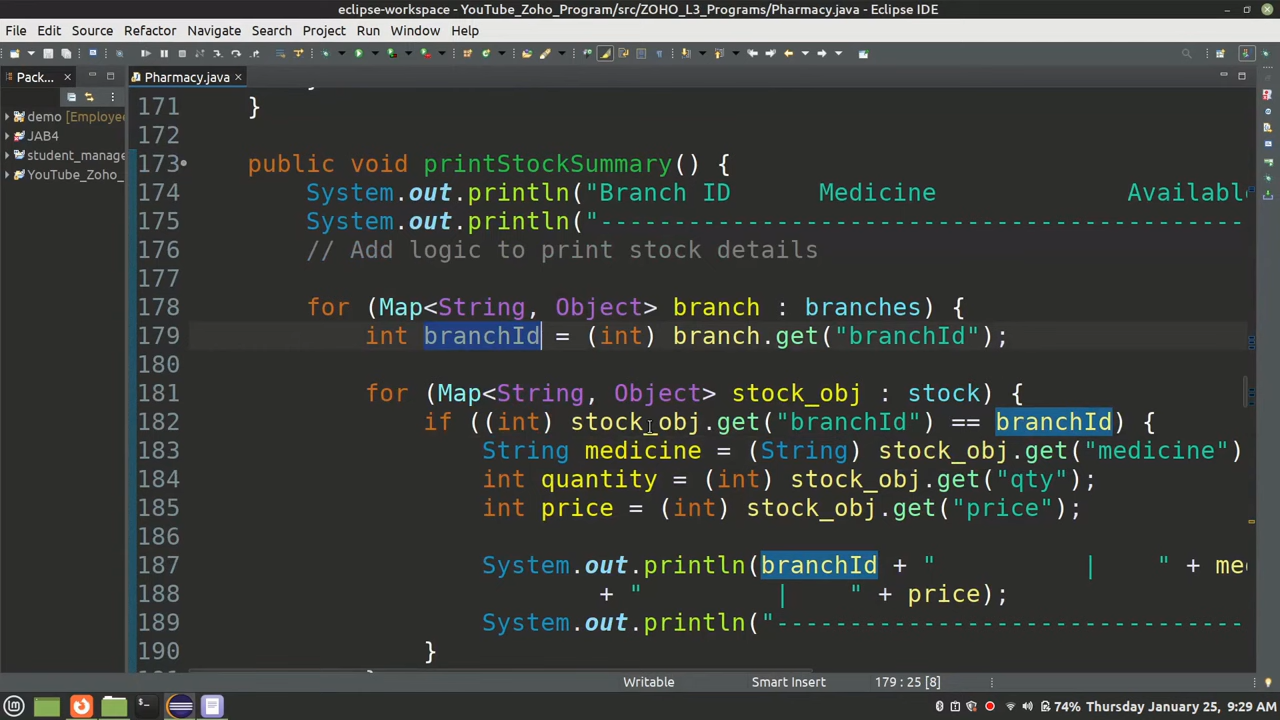 eclipse-workspace - YouTube_Zoho_Program/src/ZOHO_L3_Programs/Pharmacy.java - Eclipse IDE
File Edit Source Refactor Navigate Search Project Run Window Help
Pack... Pharmacy.java
demo [Employee
JAB4
student_manage
YouTube_Zoho_
171 }
172
173 public void printStockSummary() {
174 System.out.println("Branch ID Medicine Availabl
175 System.out.println("--------------------------------------------
176 // Add logic to print stock details
177
178 for (Map<String, Object> branch : branches) {
179 int branchId = (int) branch.get("branchId");
180
181 for (Map<String, Object> stock_obj : stock) {
182 if ((int) stock_obj.get("branchId") == branchId) {
183 String medicine = (String) stock_obj.get("medicine")
184 int quantity = (int) stock_obj.get("qty");
185 int price = (int) stock_obj.get("price");
186
187 System.out.println(branchId + " | " + me
188 + " | " + price);
189 System.out.println("--------------------------------
190 }
Writable Smart Insert 179 : 25 [8]
74% Thursday January 25, 9:29 AM